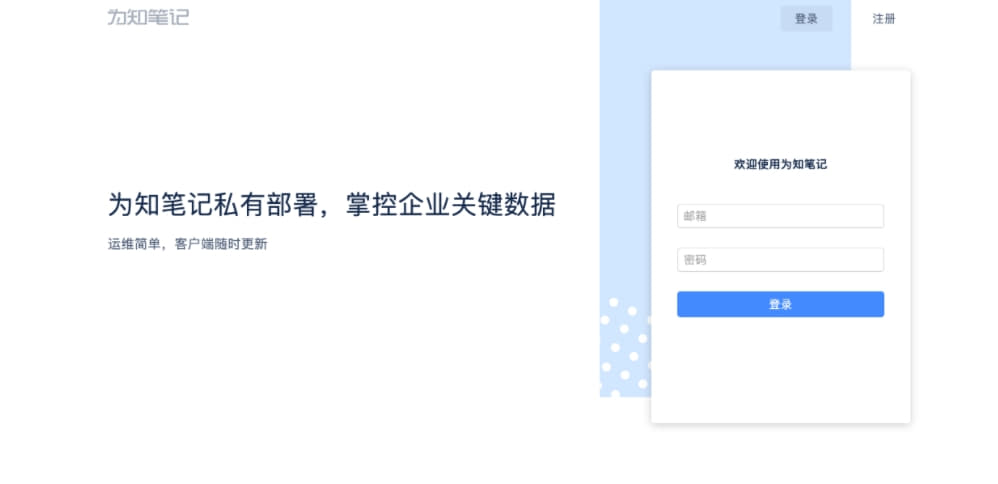 为知笔记
登录
注册
欢迎使用为知笔记
为知笔记私有部署，掌控企业关键数据
运维简单，客户端随时更新
邮箱
密码
登录